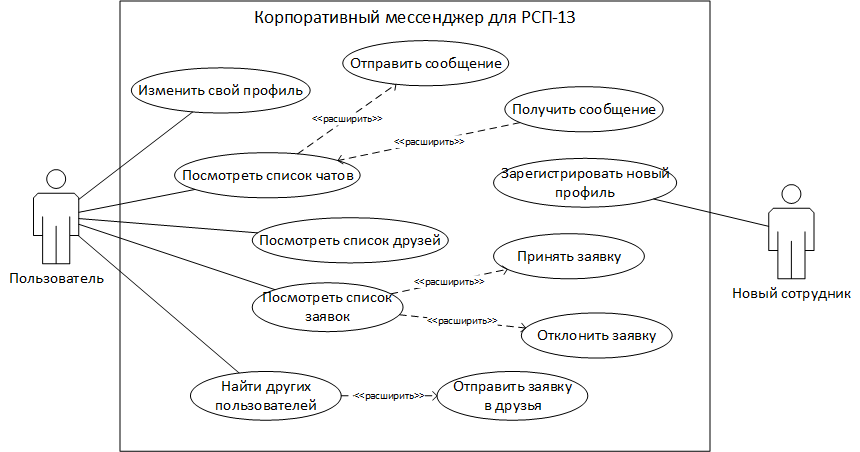 Корпоративный мессенджер для РСП-13
Отправить сообщение
Изменить свой профиль
Получить сообщение
<<расширить>>
<<расширить>>
Посмотреть список чатов
Зарегистрировать новый
профиль
Посмотреть список друзей
Принять заявку
Пользователь
<<расширить>>
Новый сотрудник
Посмотреть список
заявок
<<расширить>>
Отклонить заявку
Найти других
пользователей
<<расширить>>
Отправить заявку
в друзья